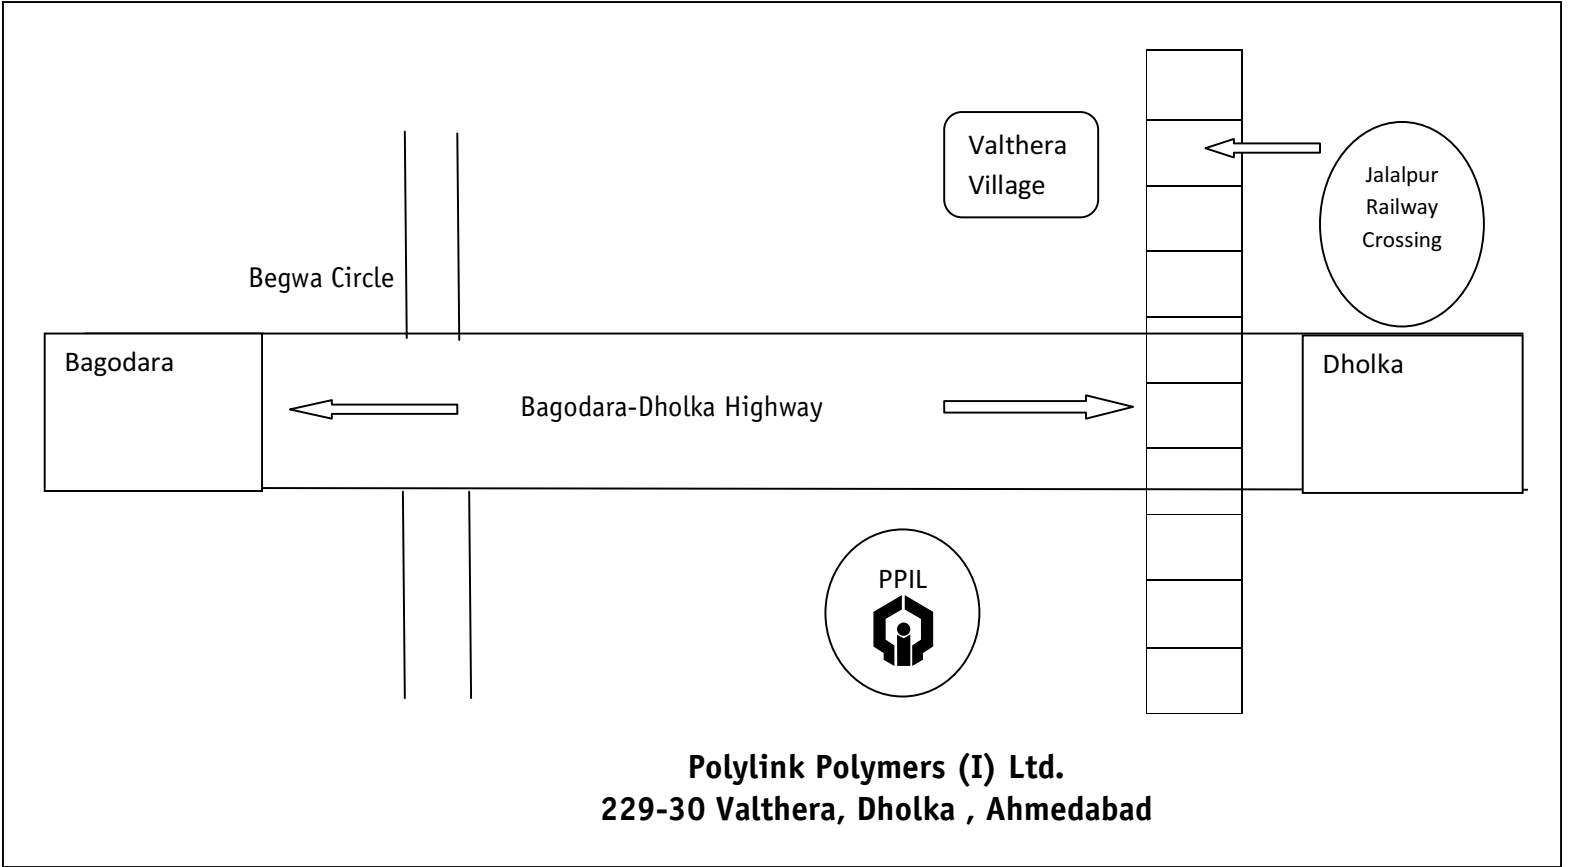 Valthera
Village
Jalalpur
Railway
Crossing
Begwa Circle
Bagodara
Bagodara-Dholka Highway
Dholka
PPIL
Polylink Polymers (I) Ltd.
229-30 Valthera, Dholka , Ahmedabad